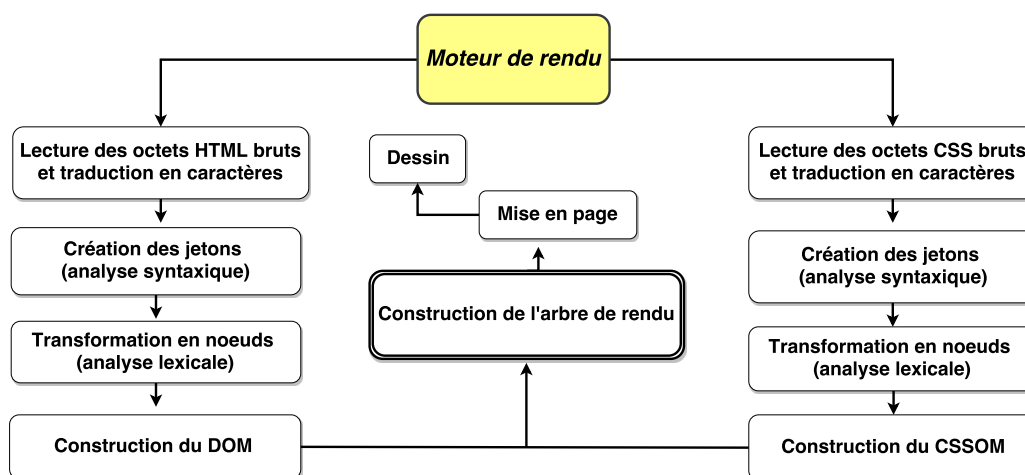 Moteur de rendu
Lecture des octets HTML bruts
et traduction en caractères
Création des jetons
(analyse syntaxique)
Transformation en noeuds
(analyse lexicale)
Construction du DOM
Dessin
Mise en page
Construction de l'arbre de rendu
Lecture des octets CSS bruts
et traduction en caractères
Création des jetons
(analyse syntaxique)
Transformation en noeuds
(analyse lexicale)
Construction du CSSOM